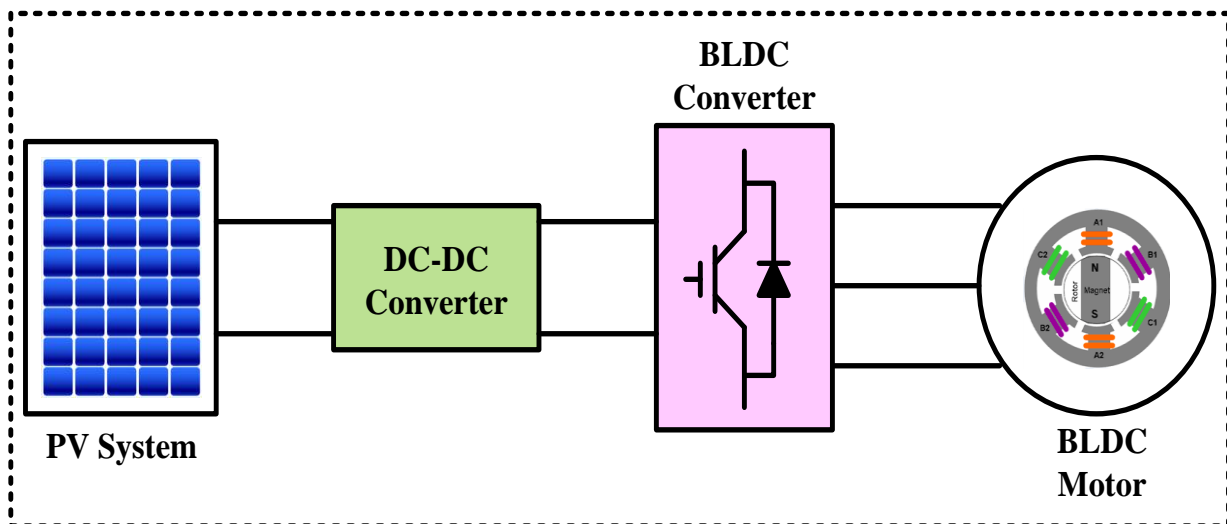 BLDC
Converter
PV System
DC-DC
Converter
A1
C2
B1
N
Rotor
Magnet
S
B2
C1
A2
BLDC
Motor